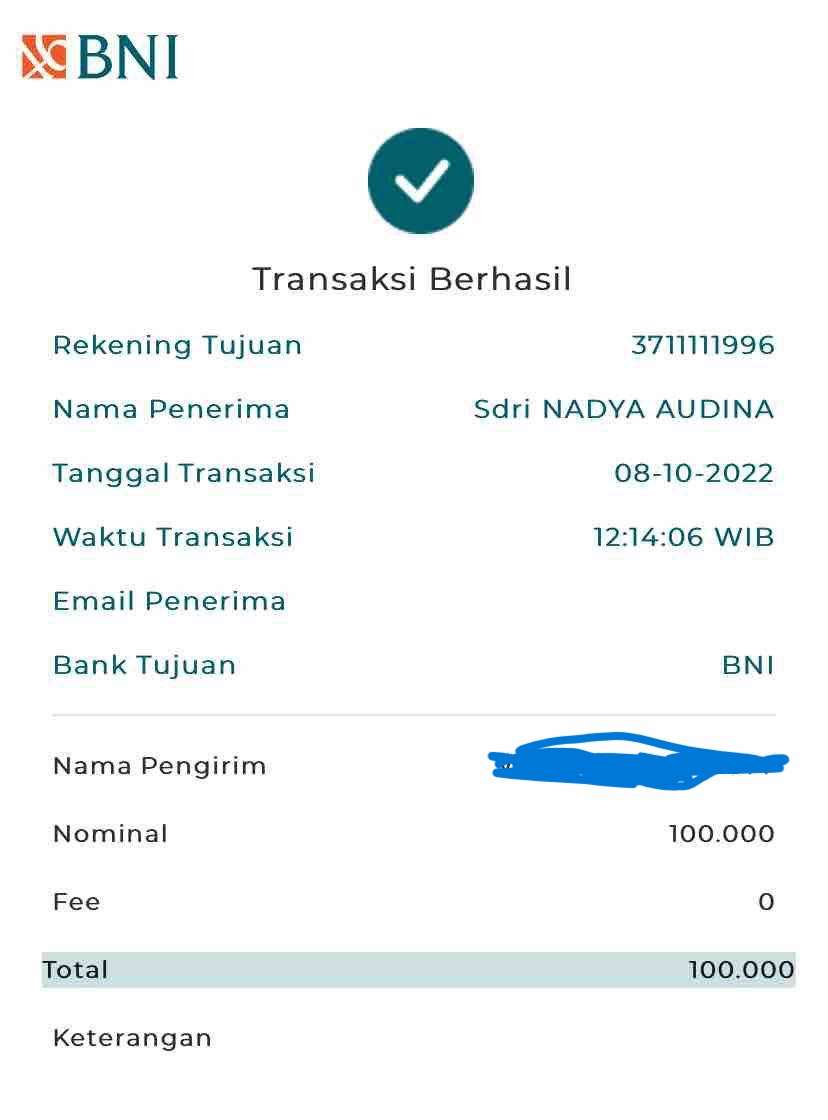 BNI
Transaksi Berhasil
Rekening Tujuan 3711111996
Nama Penerima Sdri NADYA AUDINA
Tanggal Transaksi 08-10-2022
Waktu Transaksi 12:14:06 WIB
Email Penerima
Bank Tujuan BNI
Nama Pengirim
Nominal 100.000
Fee 0
Total 100.000
Keterangan